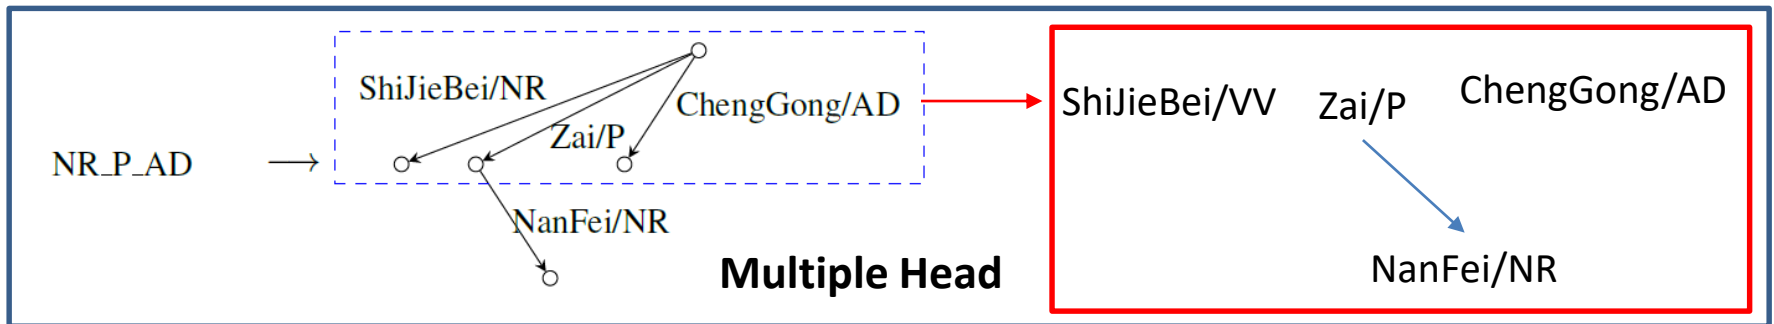 NR_P_AD
ShiJieBei/NR
Zai/P
ChengGong/AD
NanFei/NR
Multiple Head
ShiJieBei/VV
Zai/P
ChengGong/AD
NanFei/NR